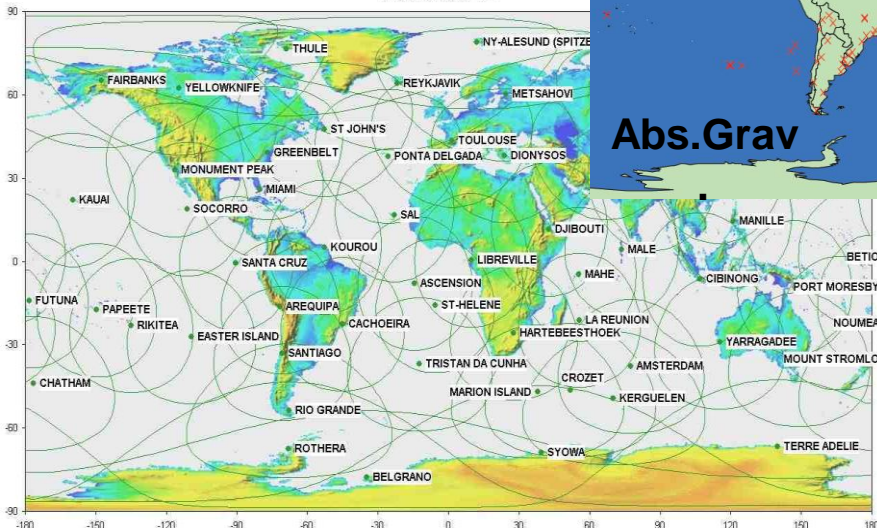 90
THULE
NY-ALESUND (SPITZE
FAIRBANKS
YELLOWKNIFE
REYKJAVIK
METSAHOVI
60
ST JOHN'S
TOULOUSE
GREENBELT
PONTA DELGADA
DIONYSOS
MONUMENT PEAK
30
MIAMI
KAUAI
SOCORRO
SAL
DJIBOUTI
MANILLE
KOUROU
MALE
0
SANTA CRUZ
LIBREVILLE
MAHE
CIBINONG
BETIO
ASCENSION
PORT MORESBY
FUTUNA
PAPEETE
AREQUIPA
ST-HELENE
RIKITEA
CACHOEIRA
LA REUNION
NOUMEA
EASTER ISLAND
HARTEBEESTHOEK
YARRAGADEE
-30
SANTIAGO
TRISTAN DA CUNHA
AMSTERDAM
MOUNT STROMLO
CHATHAM
CROZET
MARION ISLAND
KERGUELEN
RIO GRANDE
-60
ROTHERA
SYOWA
TERRE ADELIE
BELGRANO
-90
-180 -150 -120 -90 -60 -30 0 30 60 90 120 150 180
Abs.Grav
.